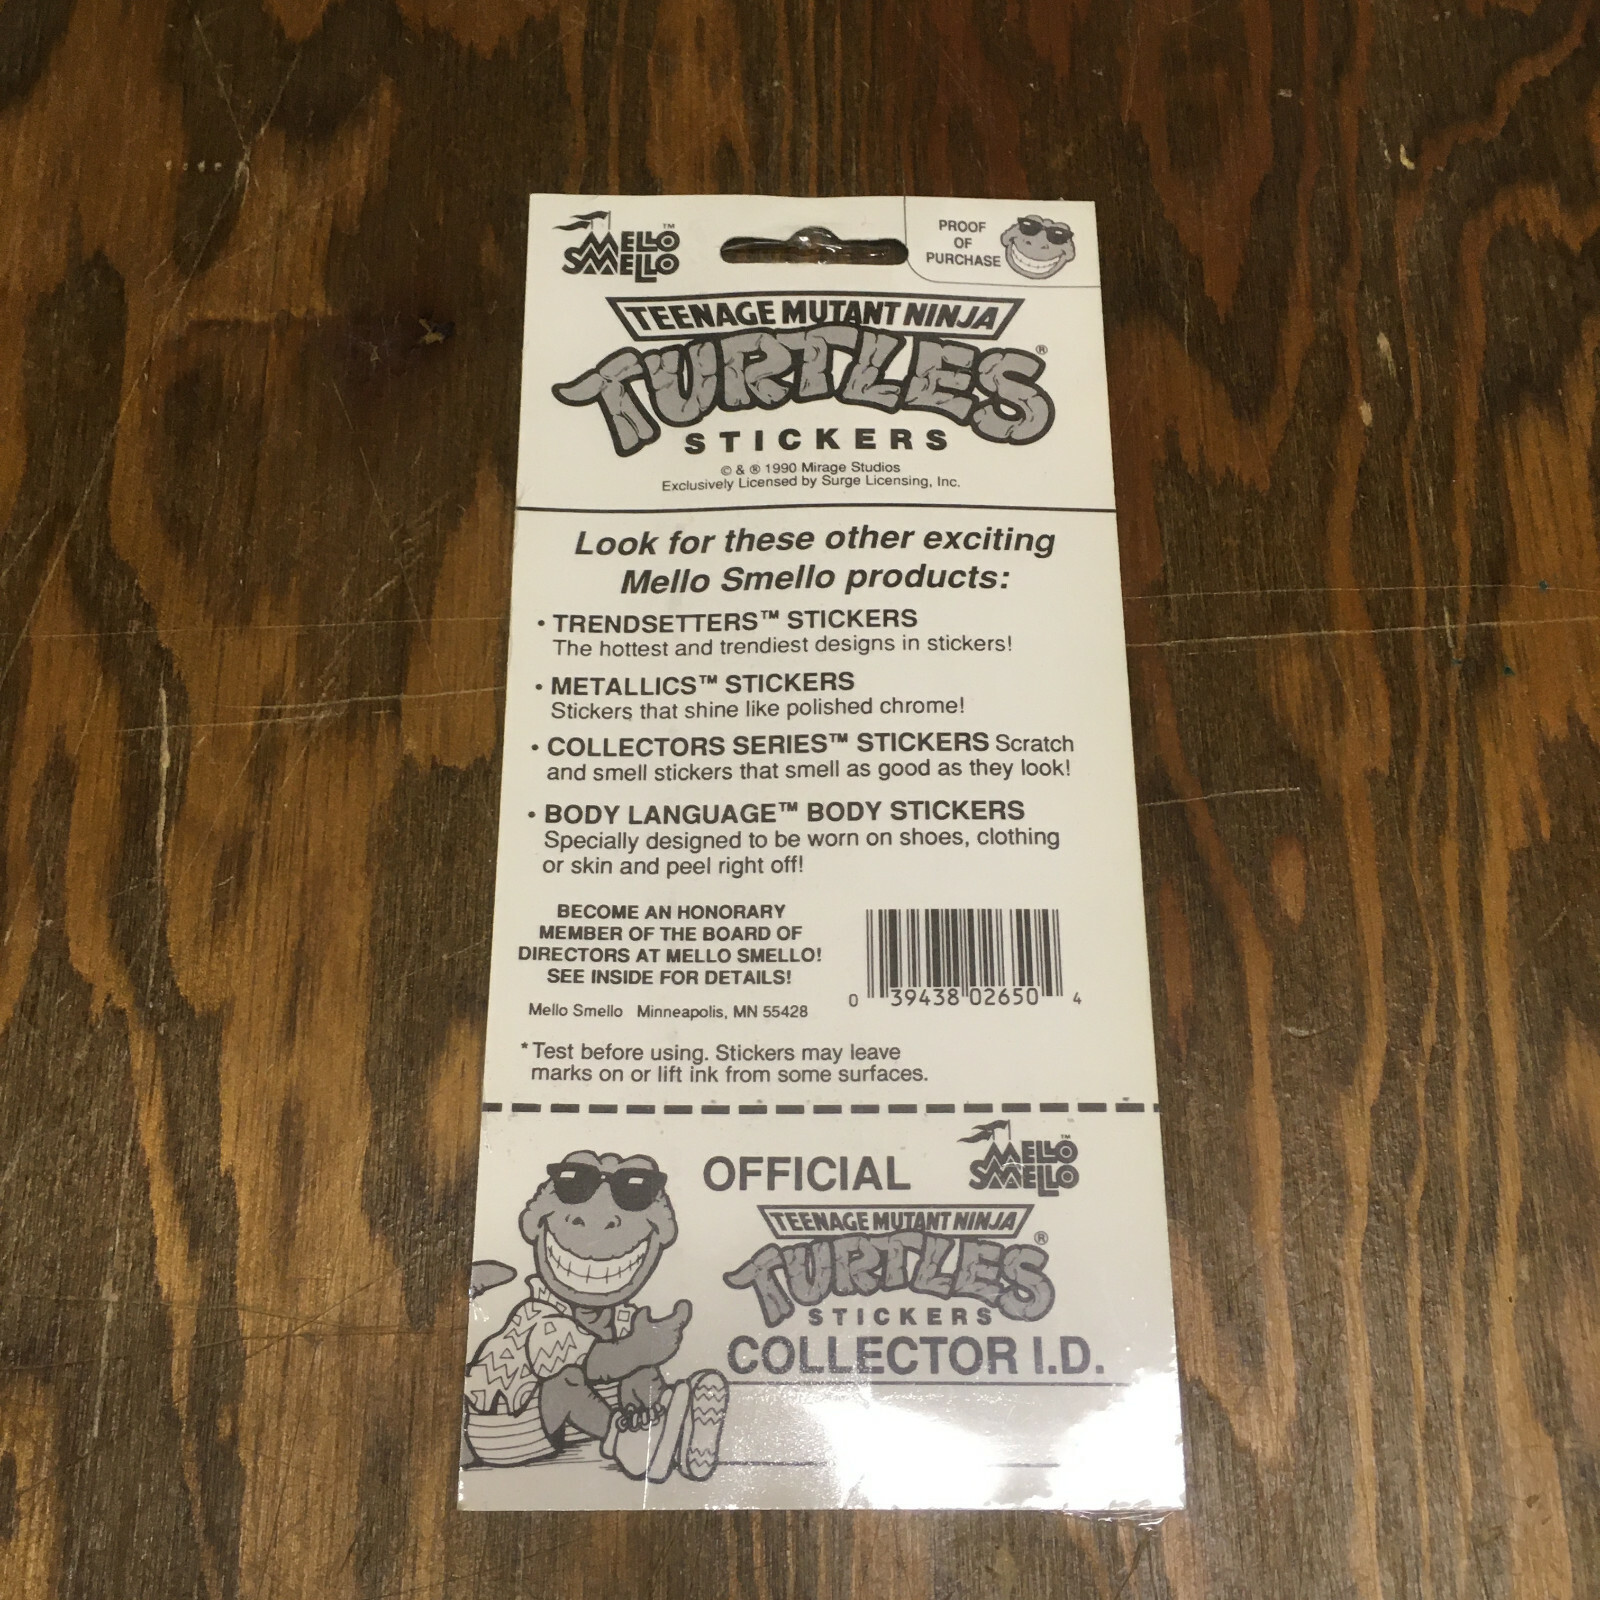 MELLO SMELLO™
PROOF
OF
PURCHASE
TEENAGE MUTANT NINJA
TURTLES®
STICKERS
© & ® 1990 Mirage Studios
Exclusively Licensed by Surge Licensing, Inc.
Look for these other exciting
Mello Smello products:
• TRENDSETTERS™ STICKERS
The hottest and trendiest designs in stickers!
• METALLICS™ STICKERS
Stickers that shine like polished chrome!
• COLLECTORS SERIES™ STICKERS Scratch
and smell stickers that smell as good as they look!
• BODY LANGUAGE™ BODY STICKERS
Specially designed to be worn on shoes, clothing
or skin and peel right off!
BECOME AN HONORARY
MEMBER OF THE BOARD OF
DIRECTORS AT MELLO SMELLO!
SEE INSIDE FOR DETAILS!
Mello Smello Minneapolis, MN 55428
0 39438 02650 4
*Test before using. Stickers may leave
marks on or lift ink from some surfaces.
OFFICIAL
MELLO SMELLO™
TEENAGE MUTANT NINJA
TURTLES®
STICKERS
COLLECTOR I.D.